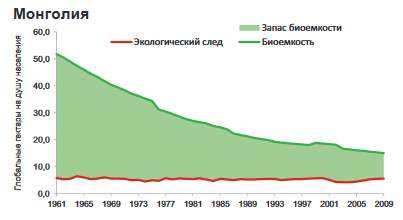 Монголия
Запас биоемкости
Экологический след
Биоемкость
Глобальные гектары на душу населения
60,0
50,0
40,0
30,0
20,0
10,0
0,0
1961 1965 1969 1973 1977 1981 1985 1989 1993 1997 2001 2005 2009